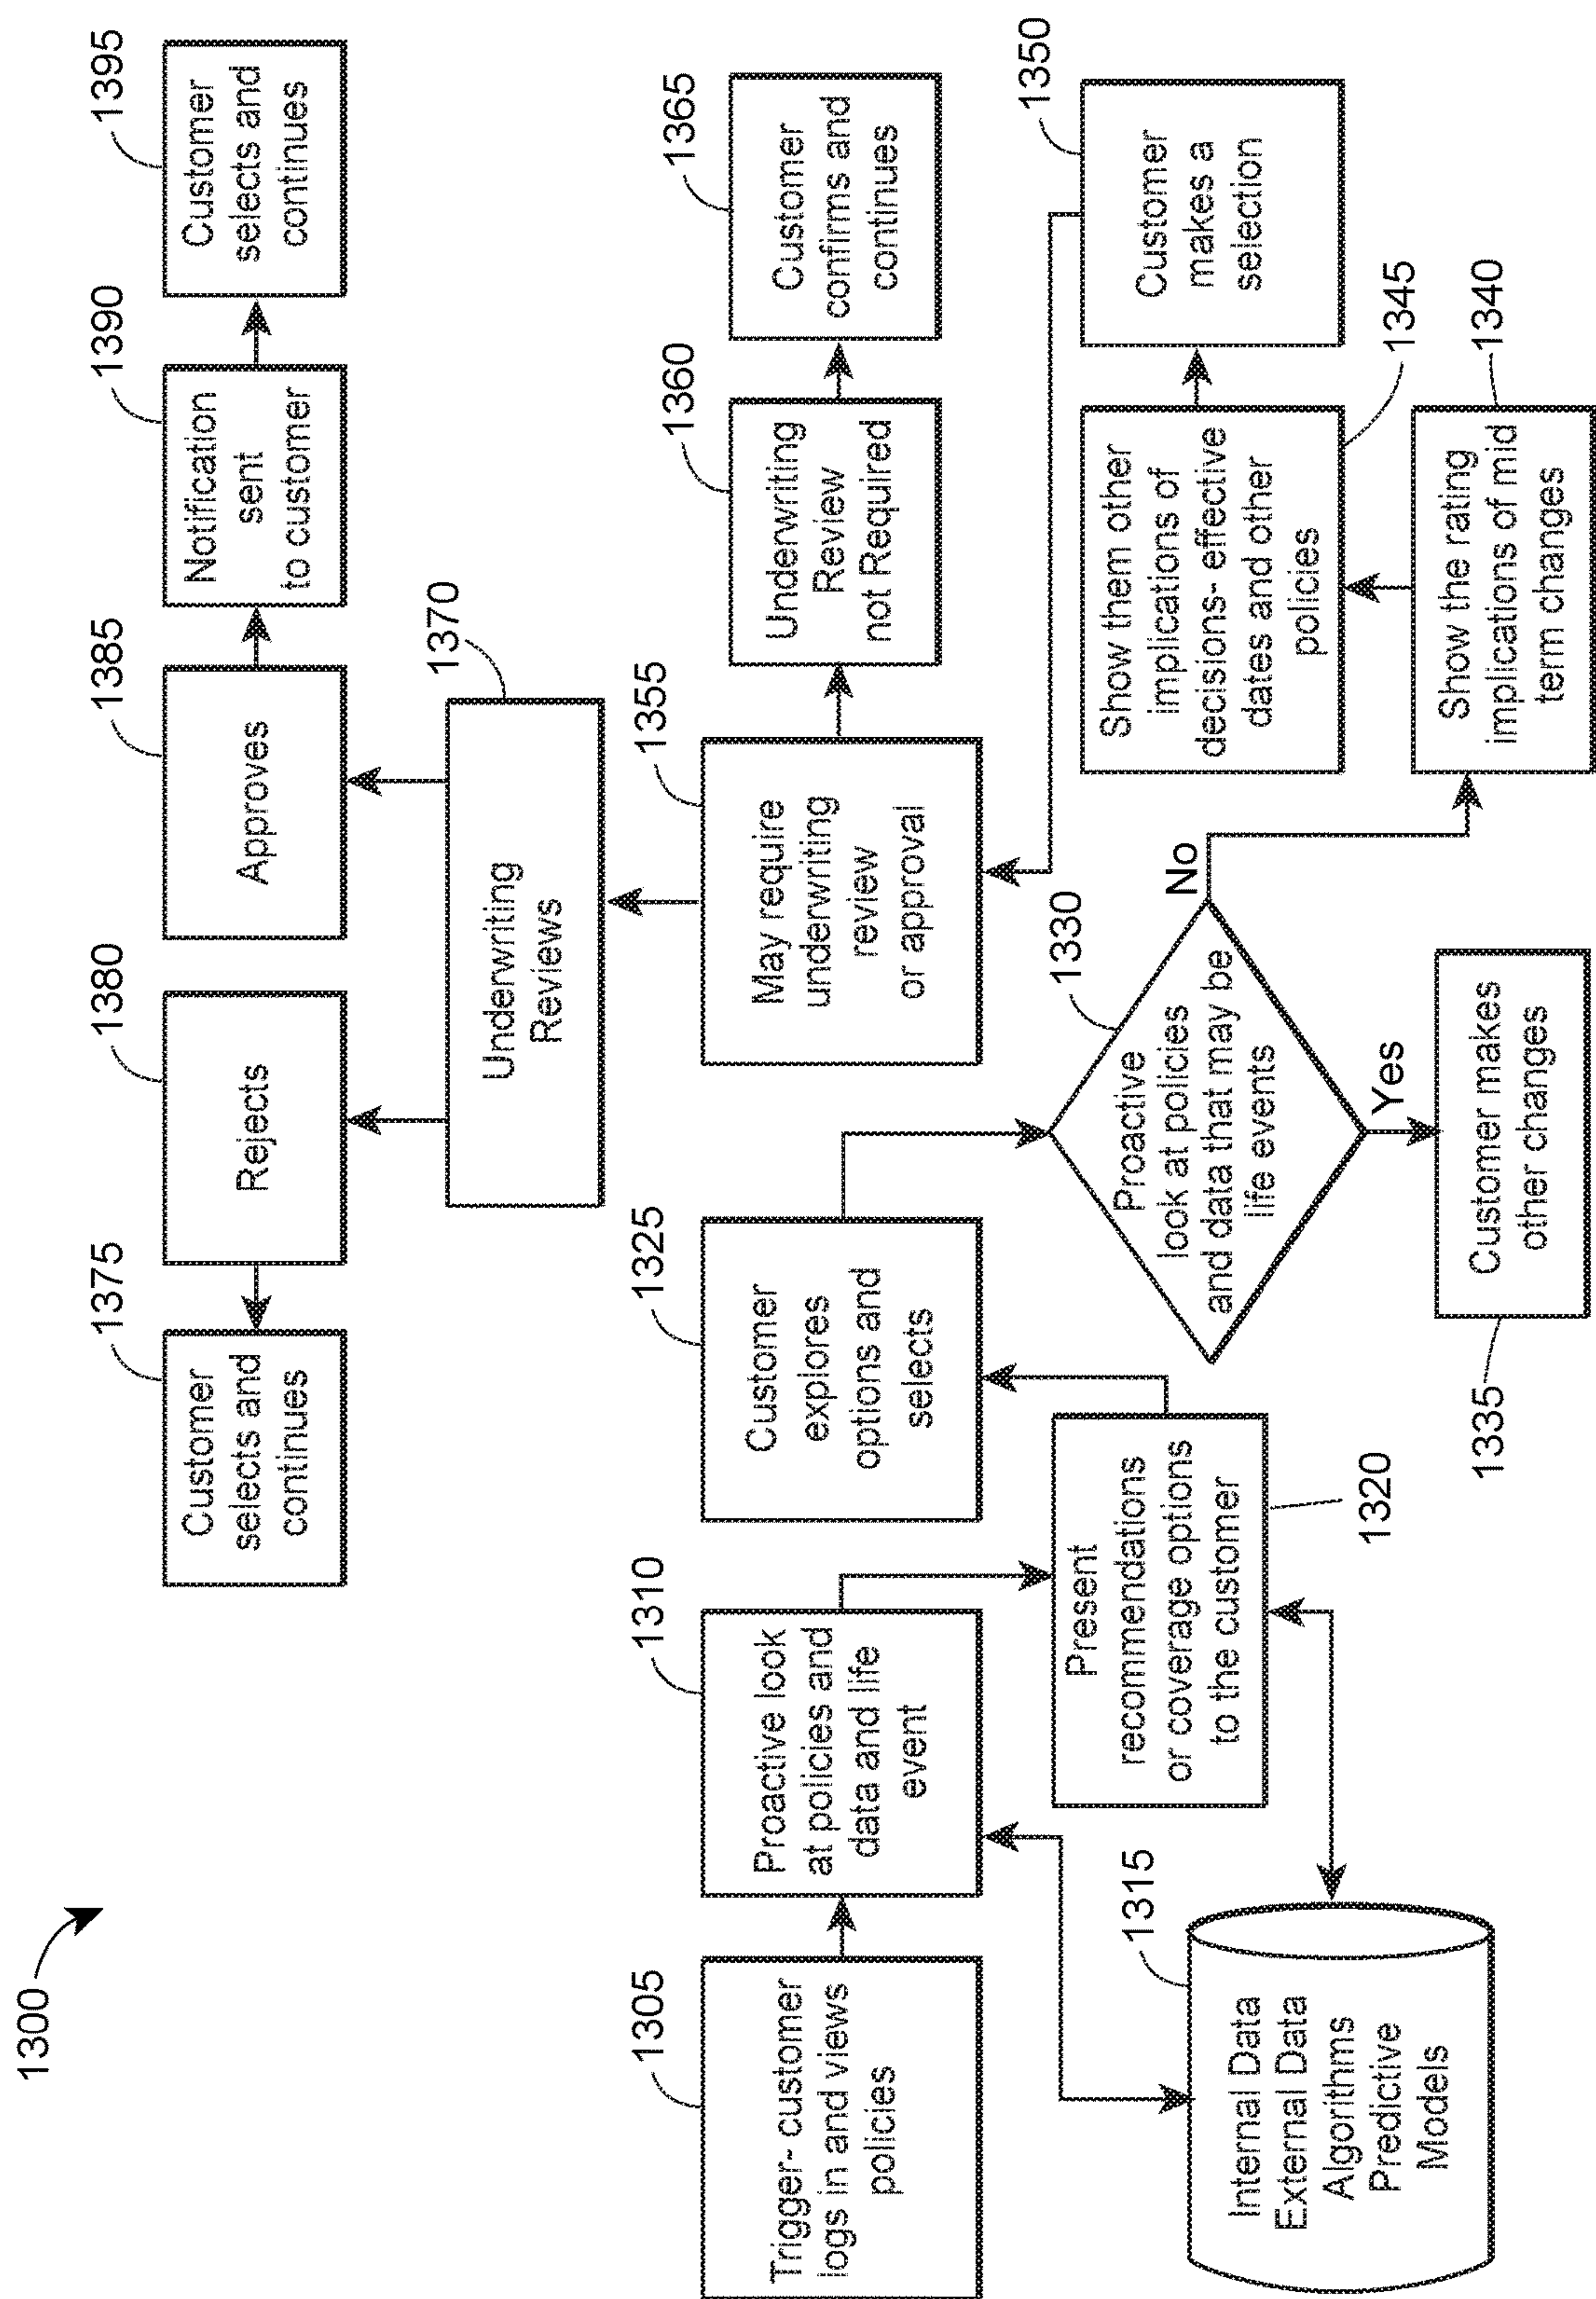 1300
1375
Customer
selects and
continues
1380
Rejects
1385
Approves
1390
Notification
sent
to customer
1395
Customer
selects and
continues
1370
Underwriting
Reviews
1305
Trigger- customer
logs in and views
policies
1310
Proactive look
at policies and
data and life
event
1325
Customer
explores
options and
selects
1355
May require
underwriting
review
or approval
1360
Underwriting
Review
not Required
1365
Customer
confirms and
continues
1315
Internal Data
External Data
Algorithms
Predictive
Models
Present
recommendations
or coverage options
to the customer
1320
1330
Proactive
look at policies
and data that may be
life events
No
Yes
1335
Customer makes
other changes
Show the rating
implications of mid
term changes
1340
Show them other
implications of
decisions- effective
dates and other
policies
1345
1350
Customer
makes a
selection